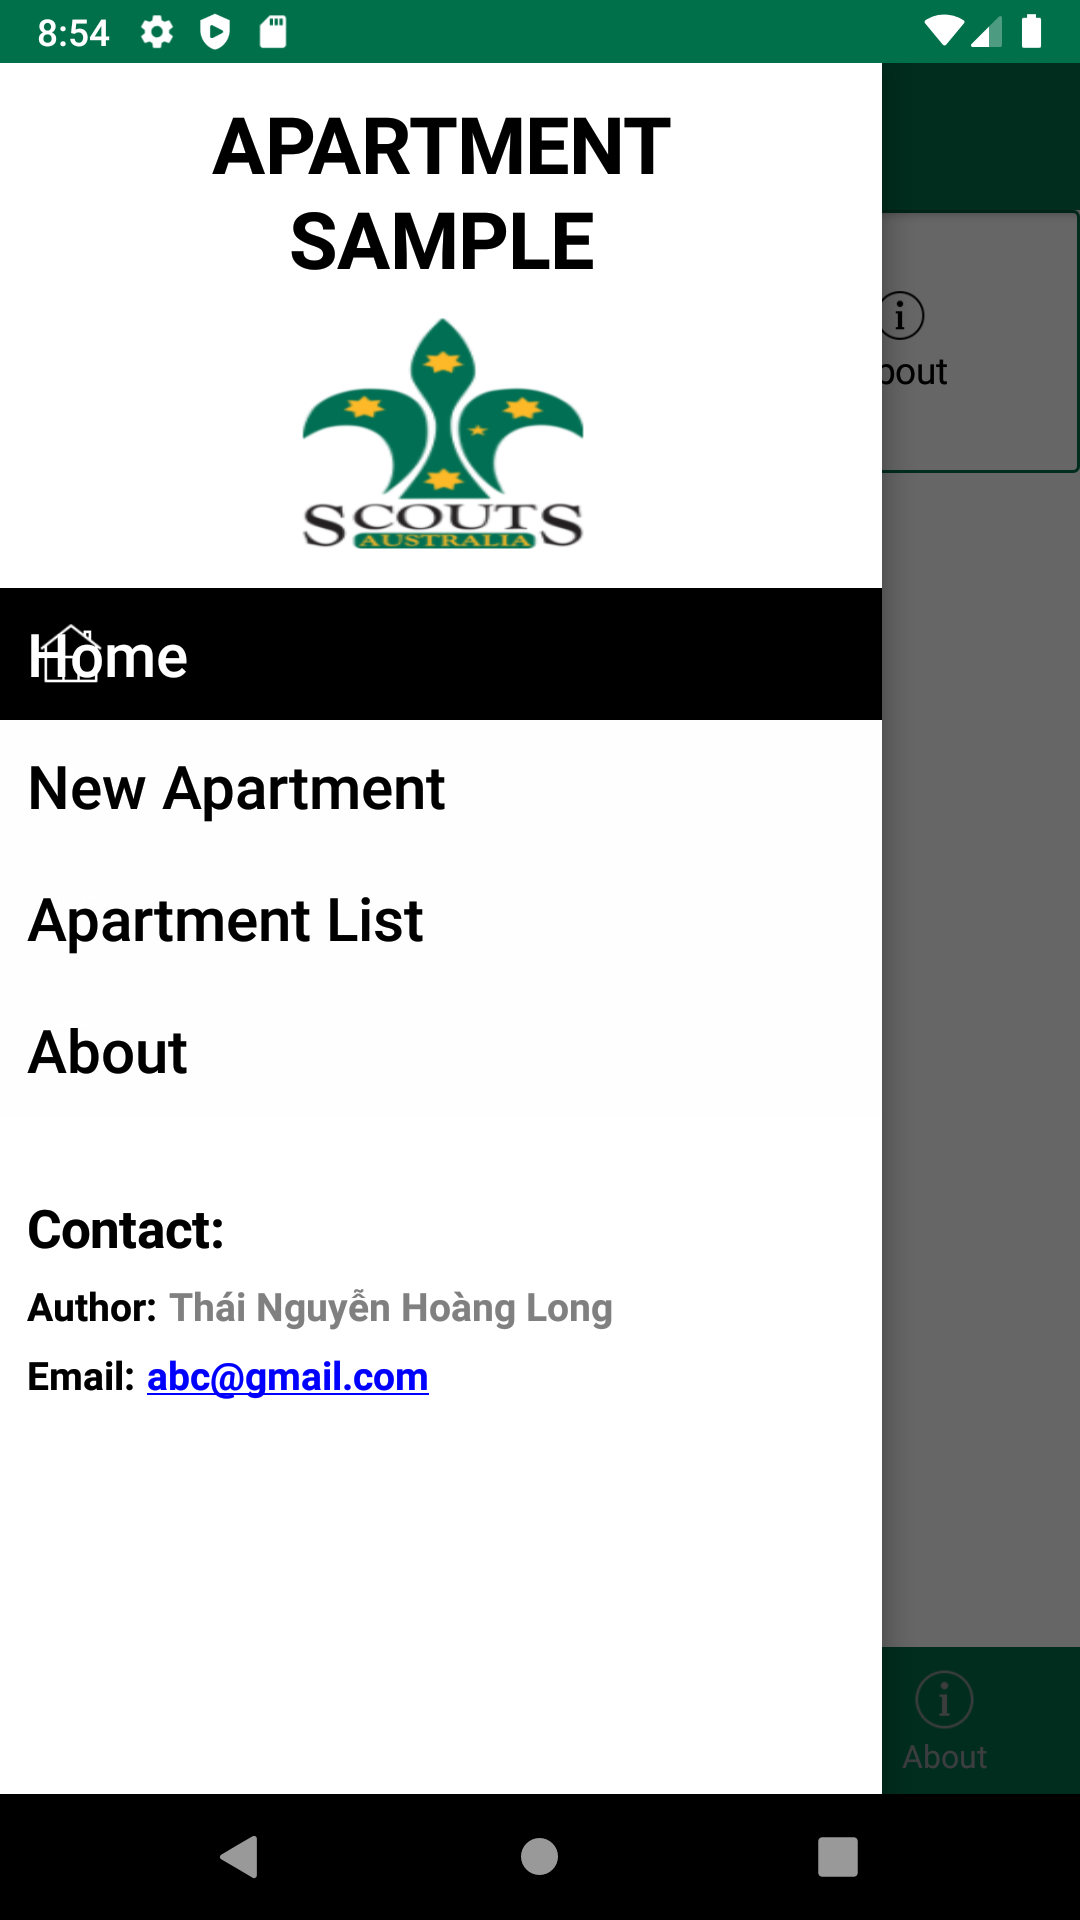 8:54
APARTMENT
SAMPLE
SCOUTS
AUSTRALIA
Home
New Apartment
Apartment List
About
Contact:
Author: Thái Nguyễn Hoàng Long
Email: abc@gmail.com
bout
About